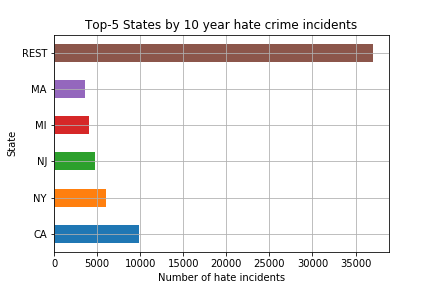 Top-5 States by 10 year hate crime incidents
REST
MA
MI
NJ
NY
CA
State
0 5000 10000 15000 20000 25000 30000 35000
Number of hate incidents